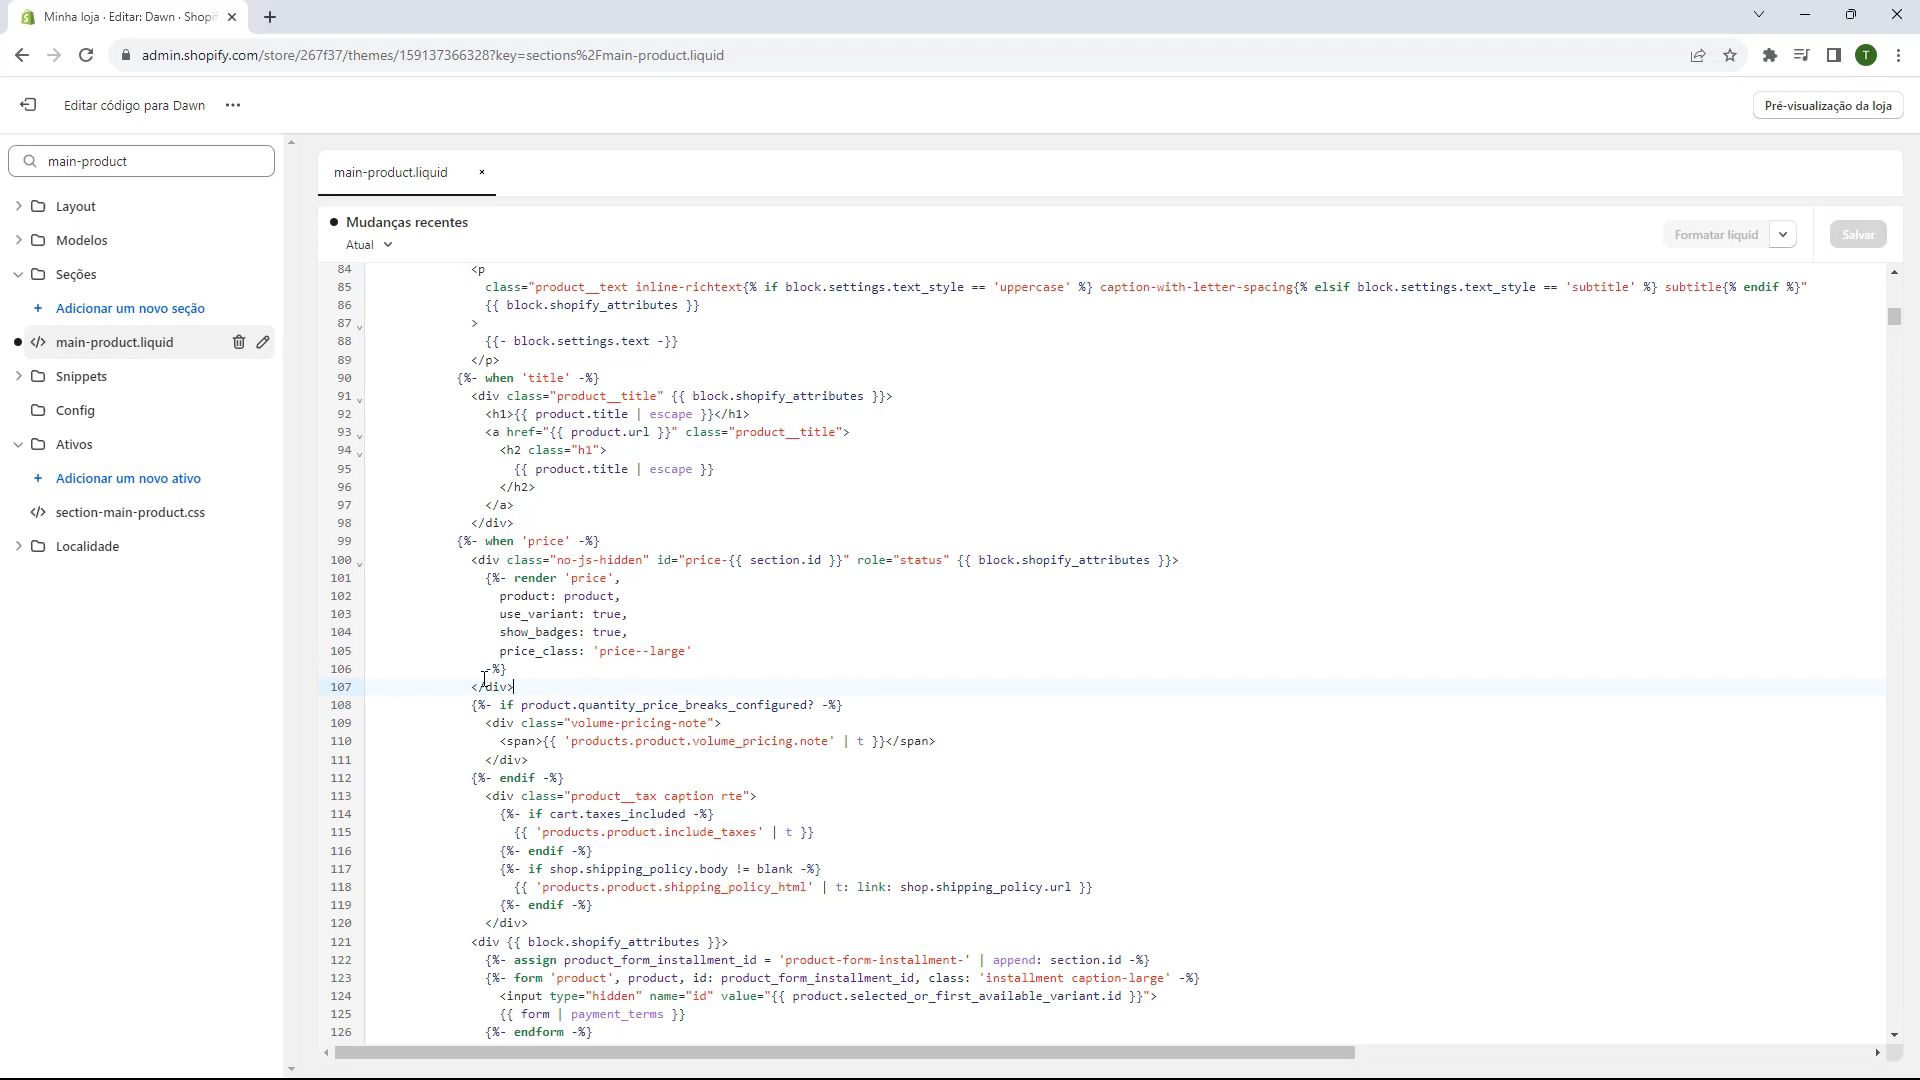 Minha loja · Editar: Dawn · Shopif
admin.shopify.com/store/267f37/themes/159137366328?key=sections%2Fmain-product.liquid
T
Editar código para Dawn
Pré-visualização da loja
main-product
Layout
Modelos
Seções
Adicionar um novo seção
main-product.liquid
Snippets
Config
Ativos
Adicionar um novo ativo
section-main-product.css
Localidade
main-product.liquid
Mudanças recentes
Atual
Formatar líquid
Salvar
84 <p
85 class="product__text inline-richtext{% if block.settings.text_style == 'uppercase' %} caption-with-letter-spacing{% elsif block.settings.text_style == 'subtitle' %} subtitle{% endif %}"
86 {{ block.shopify_attributes }}
87 >
88 {{- block.settings.text -}}
89 </p>
90 {%- when 'title' -%}
91 <div class="product__title" {{ block.shopify_attributes }}>
92 <h1>{{ product.title | escape }}</h1>
93 <a href="{{ product.url }}" class="product__title">
94 <h2 class="h1">
95 {{ product.title | escape }}
96 </h2>
97 </a>
98 </div>
99 {%- when 'price' -%}
100 <div class="no-js-hidden" id="price-{{ section.id }}" role="status" {{ block.shopify_attributes }}>
101 {%- render 'price',
102 product: product,
103 use_variant: true,
104 show_badges: true,
105 price_class: 'price--large'
106 -%}
107 </div>
108 {%- if product.quantity_price_breaks_configured? -%}
109 <div class="volume-pricing-note">
110 <span>{{ 'products.product.volume_pricing.note' | t }}</span>
111 </div>
112 {%- endif -%}
113 <div class="product__tax caption rte">
114 {%- if cart.taxes_included -%}
115 {{ 'products.product.include_taxes' | t }}
116 {%- endif -%}
117 {%- if shop.shipping_policy.body != blank -%}
118 {{ 'products.product.shipping_policy_html' | t: link: shop.shipping_policy.url }}
119 {%- endif -%}
120 </div>
121 <div {{ block.shopify_attributes }}>
122 {%- assign product_form_installment_id = 'product-form-installment-' | append: section.id -%}
123 {%- form 'product', product, id: product_form_installment_id, class: 'installment caption-large' -%}
124 <input type="hidden" name="id" value="{{ product.selected_or_first_available_variant.id }}">
125 {{ form | payment_terms }}
126 {%- endform -%}